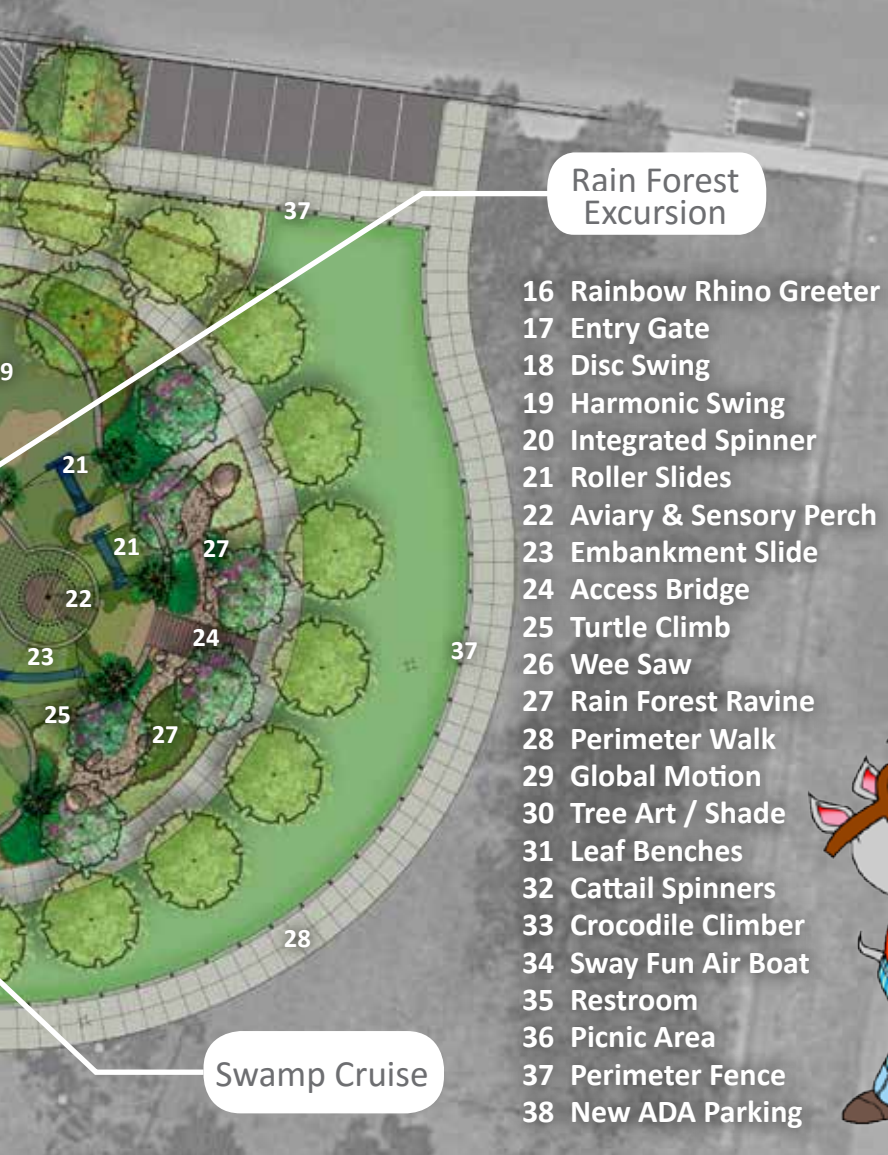 37
Rain Forest
Excursion
9
21
21
27
22
24
23
37
25
27
28
Swamp Cruise
16 Rainbow Rhino Greeter
17 Entry Gate
18 Disc Swing
19 Harmonic Swing
20 Integrated Spinner
21 Roller Slides
22 Aviary & Sensory Perch
23 Embankment Slide
24 Access Bridge
25 Turtle Climb
26 Wee Saw
27 Rain Forest Ravine
28 Perimeter Walk
29 Global Motion
30 Tree Art / Shade
31 Leaf Benches
32 Cattail Spinners
33 Crocodile Climber
34 Sway Fun Air Boat
35 Restroom
36 Picnic Area
37 Perimeter Fence
38 New ADA Parking